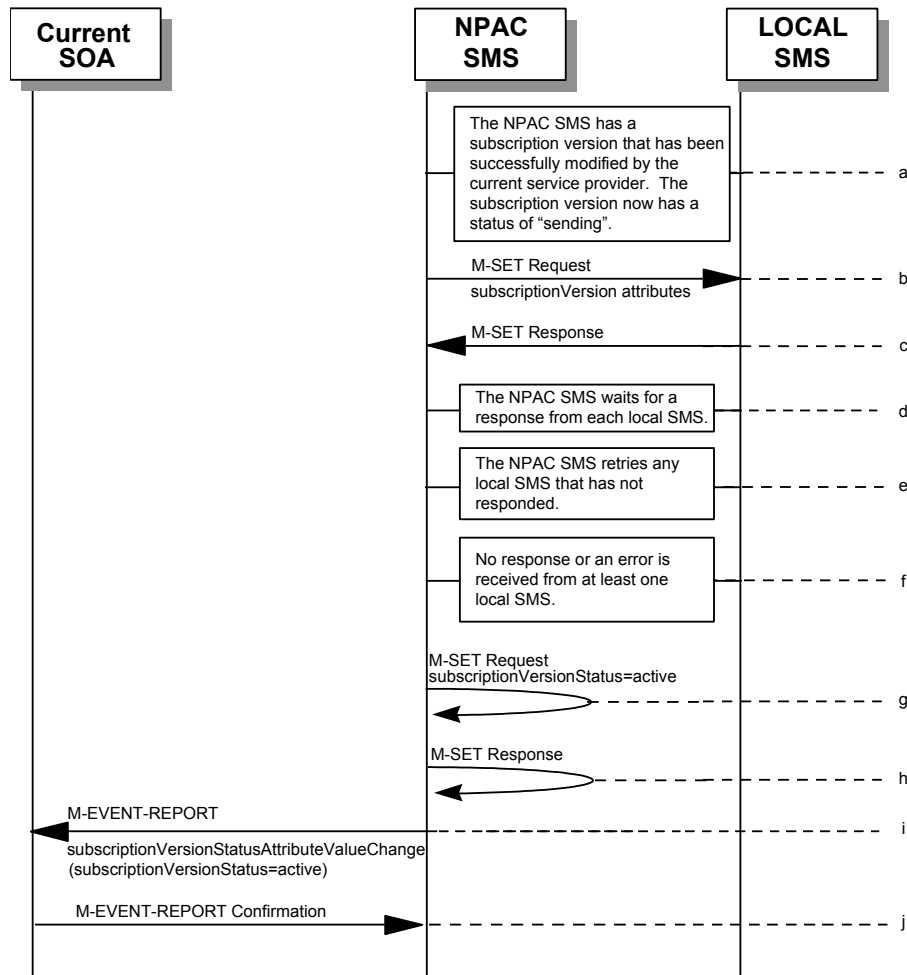 Current
SOA
NPAC
SMS
LOCAL
SMS
The NPAC SMS has a
subscription version that has been
successfully modified by the
current service provider.  The
subscription version now has a
status of “sending”.
a
M-SET Request
subscriptionVersion attributes
b
M-SET Response
c
The NPAC SMS waits for a
response from each local SMS.
d
The NPAC SMS retries any
local SMS that has not
responded.
e
No response or an error is
received from at least one
local SMS.
f
M-SET Request
subscriptionVersionStatus=active
g
M-SET Response
h
M-EVENT-REPORT
i
subscriptionVersionStatusAttributeValueChange
(subscriptionVersionStatus=active)
M-EVENT-REPORT Confirmation
j